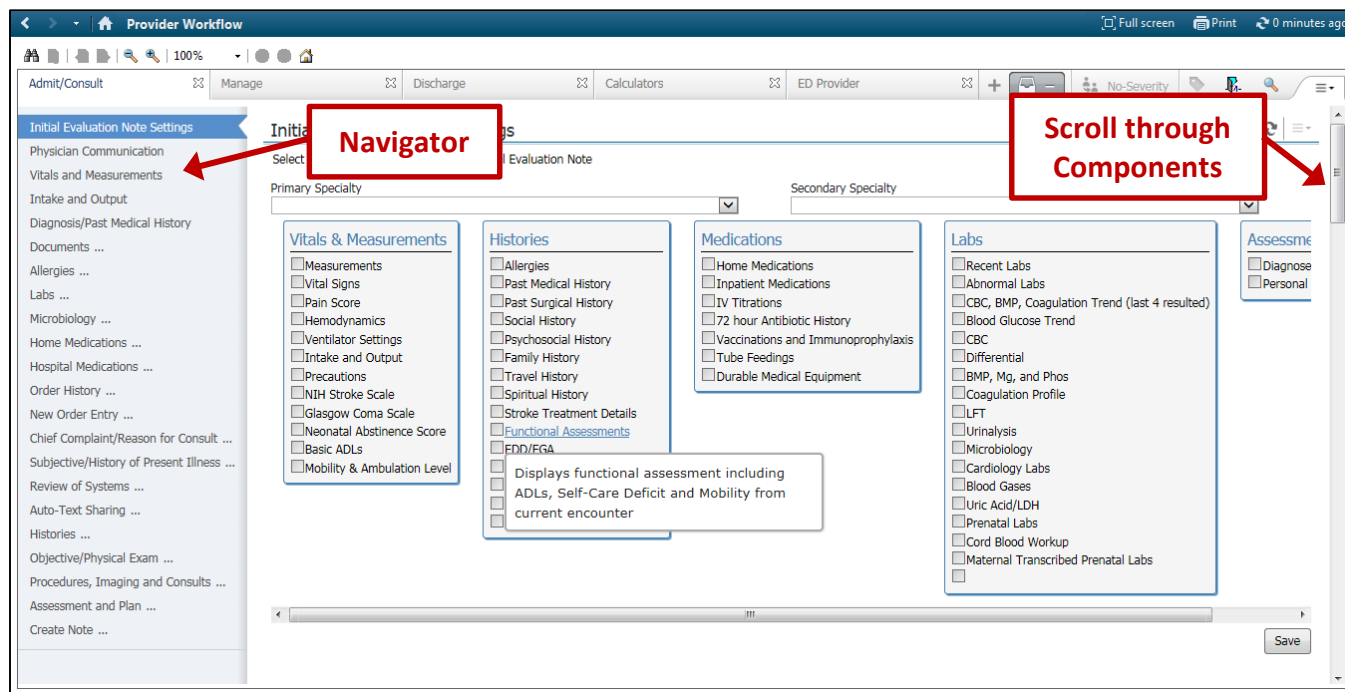 Provider Workflow
Full screen Print 0 minutes ago
100%
Admit/Consult Manage Discharge Calculators ED Provider No-Severity
Navigator
Scroll through
Components
Initial Evaluation Note Settings
Physician Communication
Vitals and Measurements
Intake and Output
Diagnosis/Past Medical History
Documents ...
Allergies ...
Labs ...
Microbiology ...
Home Medications ...
Hospital Medications ...
Order History ...
New Order Entry ...
Chief Complaint/Reason for Consult ...
Subjective/History of Present Illness ...
Review of Systems ...
Auto-Text Sharing ...
Histories ...
Objective/Physical Exam ...
Procedures, Imaging and Consults ...
Assessment and Plan ...
Create Note ...
Select
l Evaluation Note
Primary Specialty
Secondary Specialty
Vitals & Measurements
Measurements
Vital Signs
Pain Score
Hemodynamics
Ventilator Settings
Intake and Output
Precautions
NIH Stroke Scale
Glasgow Coma Scale
Neonatal Abstinence Score
Basic ADLs
Mobility & Ambulation Level
Histories
Allergies
Past Medical History
Past Surgical History
Social History
Psychosocial History
Family History
Travel History
Spiritual History
Stroke Treatment Details
Functional Assessments
EDD/EGA
Displays functional assessment including
ADLs, Self-Care Deficit and Mobility from
current encounter
Medications
Home Medications
Inpatient Medications
IV Titrations
72 hour Antibiotic History
Vaccinations and Immunoprophylaxis
Tube Feedings
Durable Medical Equipment
Labs
Recent Labs
Abnormal Labs
CBC, BMP, Coagulation Trend (last 4 resulted)
Blood Glucose Trend
CBC
Differential
BMP, Mg, and Phos
Coagulation Profile
LFT
Urinalysis
Microbiology
Cardiology Labs
Blood Gases
Uric Acid/LDH
Prenatal Labs
Cord Blood Workup
Maternal Transcribed Prenatal Labs
Assessme
Diagnose
Personal
Save